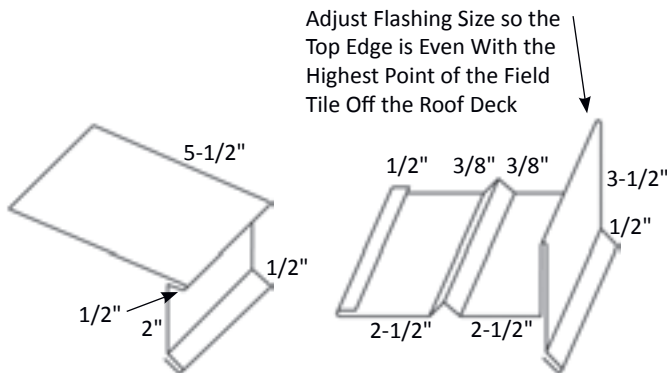 Adjust Flashing Size so the
Top Edge is Even With the
Highest Point of the Field
Tile Off the Roof Deck
5-1/2"
1/2"
1/2"
2"
1/2"
3/8" 3/8"
3-1/2"
1/2"
2-1/2"
2-1/2"